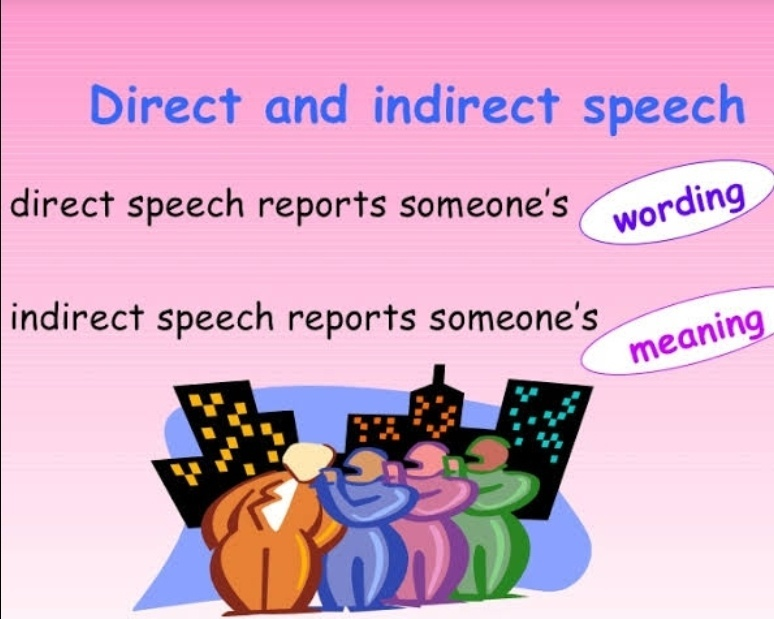 Direct and indirect speech
direct speech reports someone's wording
indirect speech reports someone's meaning